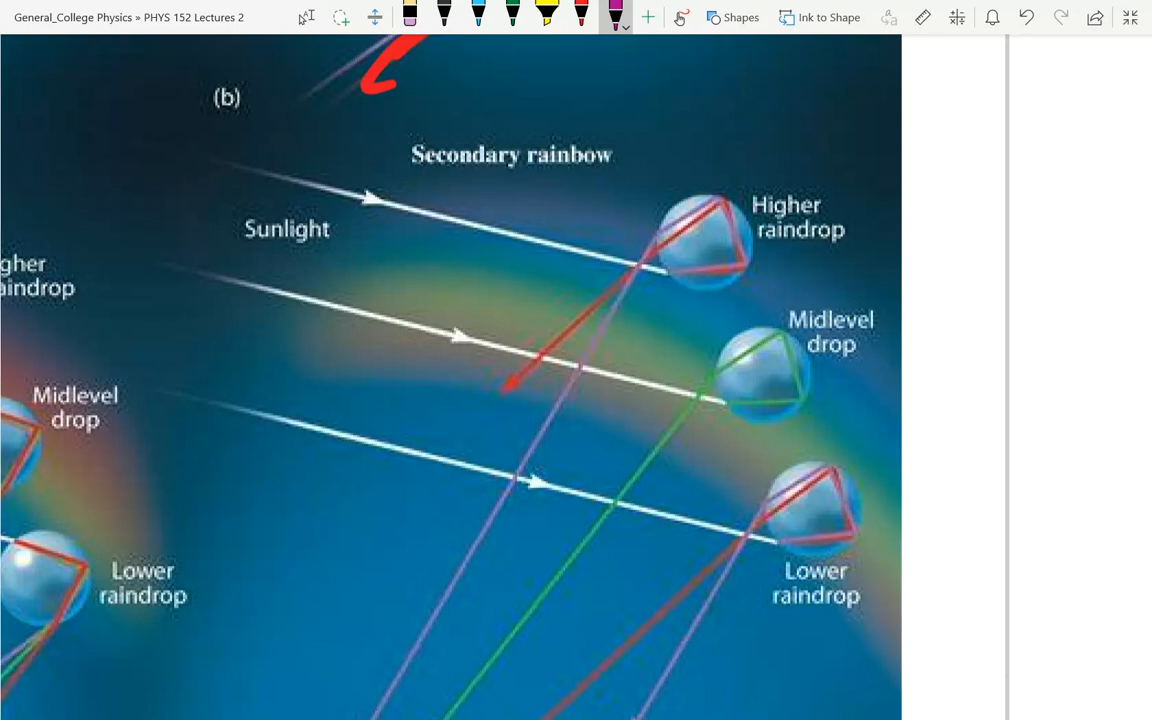 General_College Physics » PHYS 152 Lectures 2
Shapes
Ink to Shape
(b)
Secondary rainbow
Higher
raindrop
Sunlight
gher
aindrop
Midlevel
drop
Midlevel
drop
Lower
raindrop
Lower
raindrop